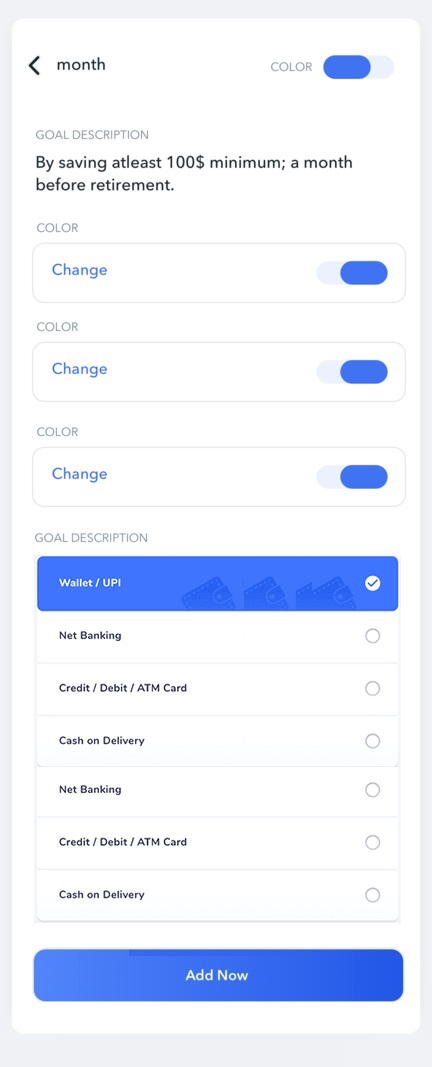 month
COLOR
GOAL DESCRIPTION
By saving atleast 100$ minimum; a month
before retirement.
COLOR
Change
COLOR
Change
COLOR
Change
GOAL DESCRIPTION
Wallet / UPI
Net Banking
Credit / Debit / ATM Card
Cash on Delivery
Net Banking
Credit / Debit / ATM Card
Cash on Delivery
Add Now